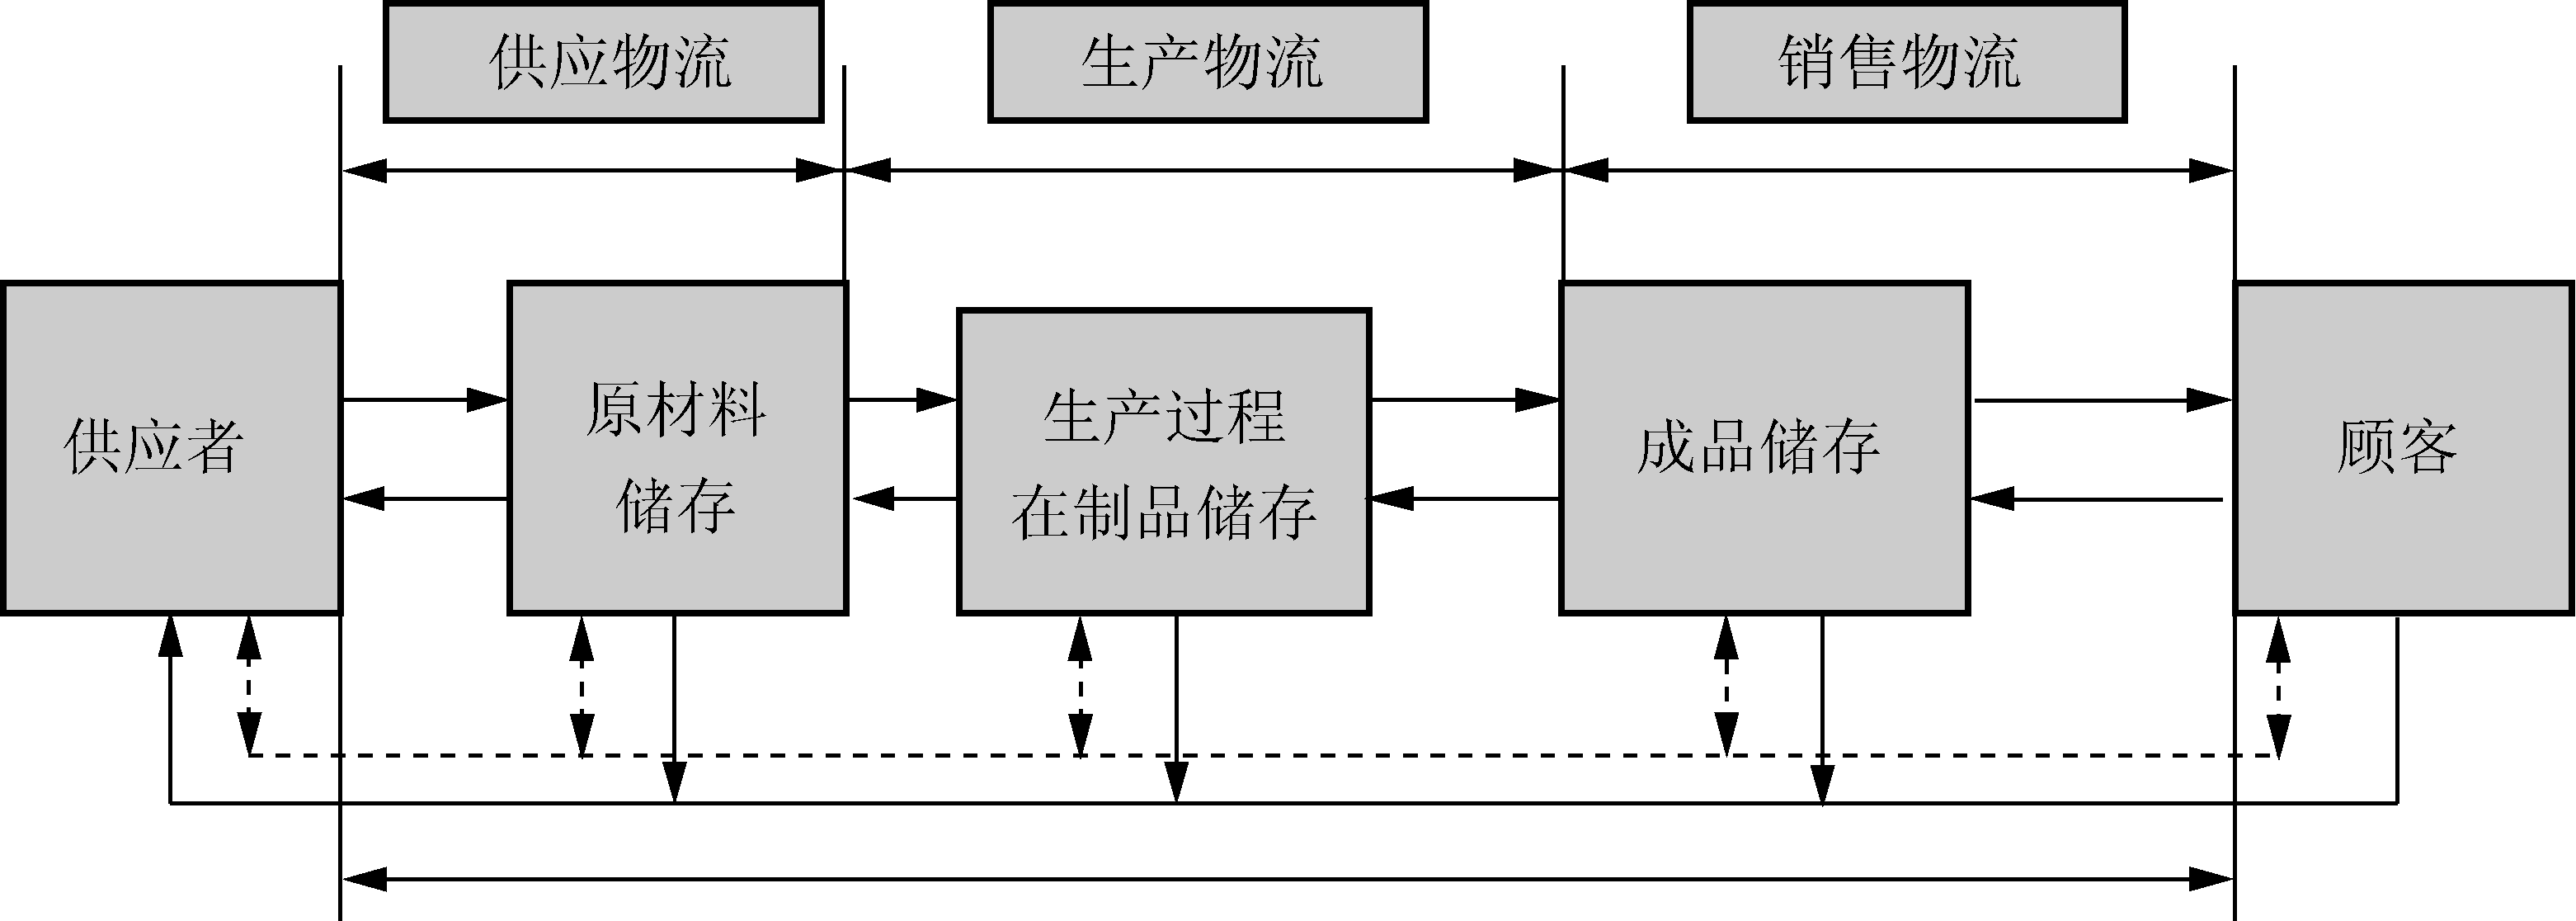 供应物流
生产物流
销售物流
供应者
原材料
储存
生产过程
在制品储存
成品储存
顾客